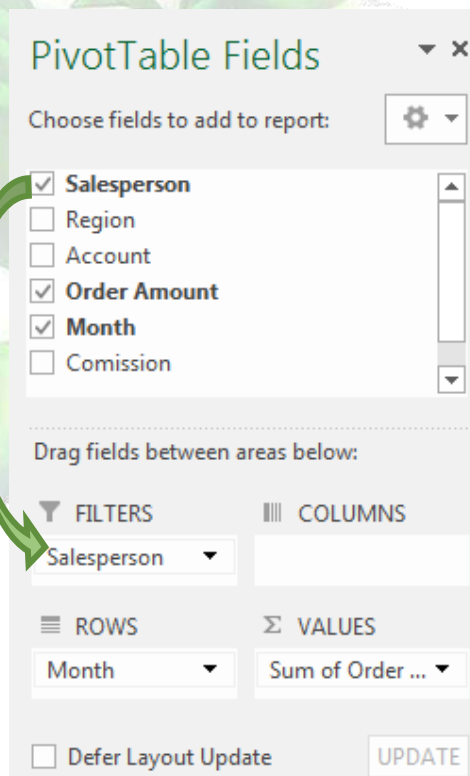 PivotTable Fields
Choose fields to add to report:
Salesperson
Region
Account
Order Amount
Month
Comission
Drag fields between areas below:
FILTERS
COLUMNS
Salesperson
ROWS
Σ VALUES
Month
Sum of Order ...
Defer Layout Update
UPDATE